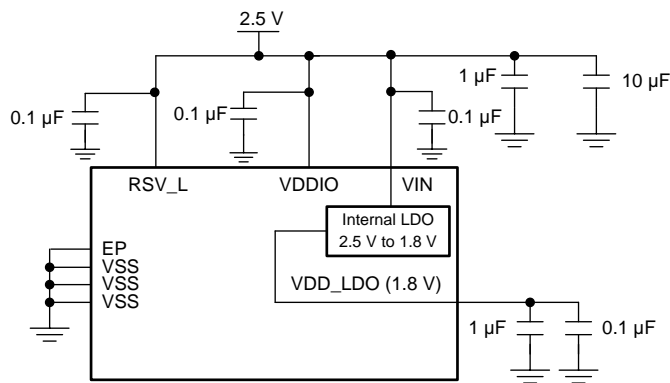 2.5 V
1 µF
10 µF
0.1 µF
0.1 µF
0.1 µF
RSV_L
VDDIO
VIN
Internal LDO
2.5 V to 1.8 V
EP
VSS
VSS
VSS
VDD_LDO (1.8 V)
1 µF
0.1 µF